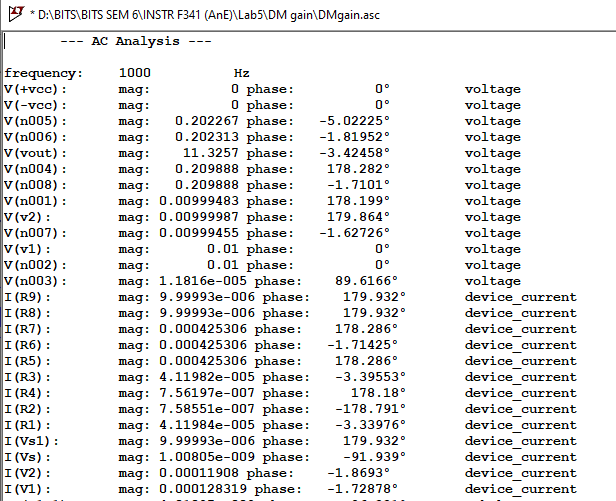 * D:\BITS\BITS SEM 6\INSTR F341 (AnE)\Lab5\DM gain\DMgain.asc
--- AC Analysis ---
frequency: 1000 Hz
V(+vcc): mag: 0 phase: 0° voltage
V(-vcc): mag: 0 phase: 0° voltage
V(n005): mag: 0.202267 phase: -5.02225° voltage
V(n006): mag: 0.202313 phase: -1.81952° voltage
V(vout): mag: 11.3257 phase: -3.42458° voltage
V(n004): mag: 0.209888 phase: 178.282° voltage
V(n008): mag: 0.209888 phase: -1.7101° voltage
V(n001): mag: 0.00999483 phase: 178.199° voltage
V(v2): mag: 0.00999987 phase: 179.864° voltage
V(n007): mag: 0.00999455 phase: -1.62726° voltage
V(v1): mag: 0.01 phase: 0° voltage
V(n002): mag: 0.01 phase: 0° voltage
V(n003): mag: 1.1816e-005 phase: 89.6166° voltage
I(R9): mag: 9.99993e-006 phase: 179.932° device_current
I(R8): mag: 9.99993e-006 phase: 179.932° device_current
I(R7): mag: 0.000425306 phase: 178.286° device_current
I(R6): mag: 0.000425306 phase: -1.71425° device_current
I(R5): mag: 0.000425306 phase: 178.286° device_current
I(R3): mag: 4.11982e-005 phase: -3.39553° device_current
I(R4): mag: 7.56197e-007 phase: 178.18° device_current
I(R2): mag: 7.58551e-007 phase: -178.791° device_current
I(R1): mag: 4.11984e-005 phase: -3.33976° device_current
I(Vs1): mag: 9.99993e-006 phase: 179.932° device_current
I(Vs): mag: 1.00805e-009 phase: -91.939° device_current
I(V2): mag: 0.00011908 phase: -1.8693° device_current
I(V1): mag: 0.000128319 phase: -1.72878° device_current